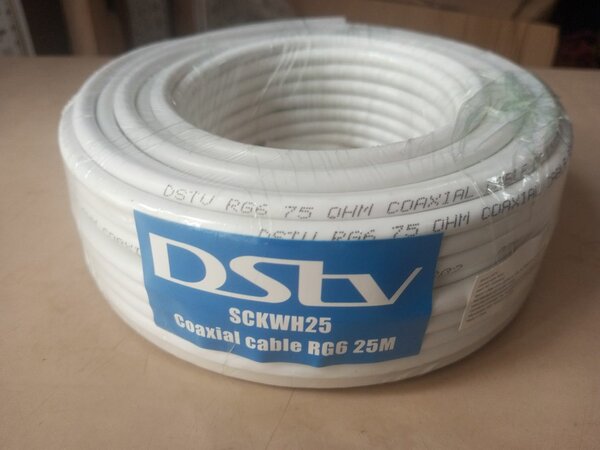 DSTV RG6 75 OHM COAXIAL
DSTV RG6 75 OHM COAXIAL
DStv
SCKWH25
Coaxial cable RG6 25M